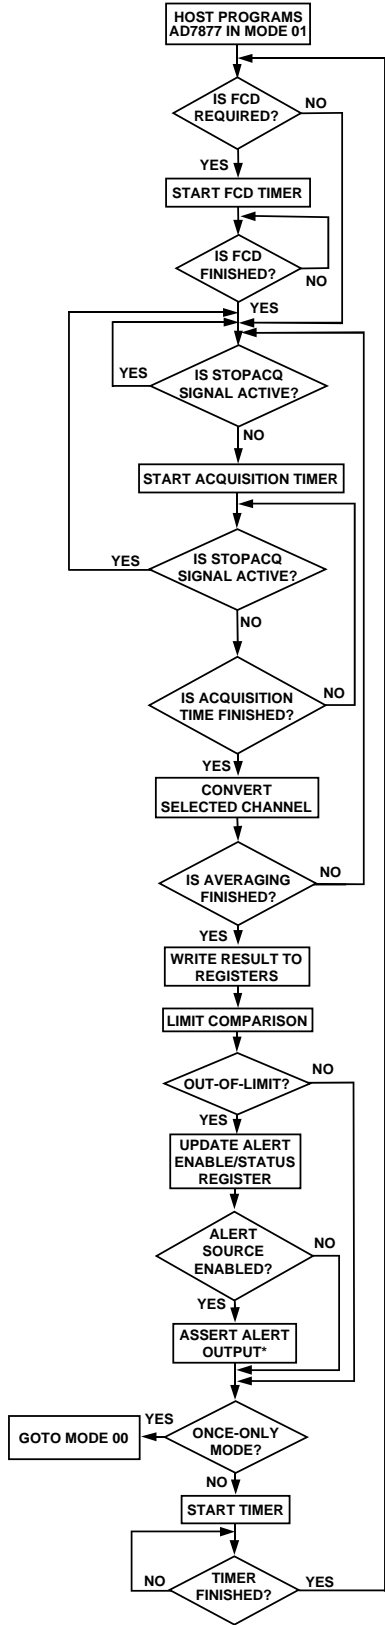 HOST PROGRAMS
AD7877 IN MODE 01
IS FCD
REQUIRED?
NO
YES
START FCD TIMER
IS FCD
FINISHED?
NO
YES
YES
IS STOPACQ
SIGNAL ACTIVE?
NO
START ACQUISITION TIMER
YES
IS STOPACQ
SIGNAL ACTIVE?
NO
IS ACQUISITION
TIME FINISHED?
NO
YES
CONVERT
SELECTED CHANNEL
IS AVERAGING
FINISHED?
NO
YES
WRITE RESULT TO
REGISTERS
LIMIT COMPARISON
NO
OUT-OF-LIMIT?
YES
UPDATE ALERT
ENABLE/STATUS
REGISTER
ALERT
SOURCE
ENABLED?
NO
YES
ASSERT ALERT
OUTPUT*
YES
GOTO MODE 00
ONCE-ONLY
MODE?
NO
START TIMER
NO
TIMER
FINISHED?
YES